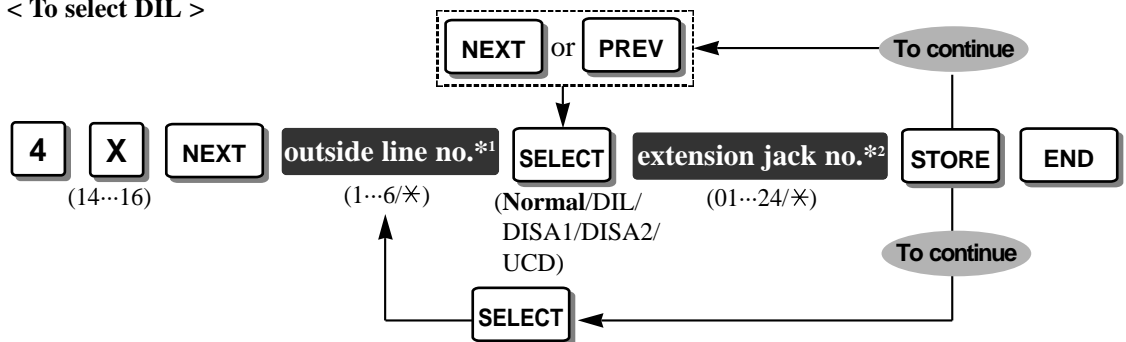 < To select DIL >
NEXT or PREV
To continue
4 X NEXT outside line no.*1 SELECT extension jack no.*2 STORE END
(14···16) (1···6/✳) (Normal/DIL/ (01···24/✳)
DISA1/DISA2/
UCD)
To continue
SELECT